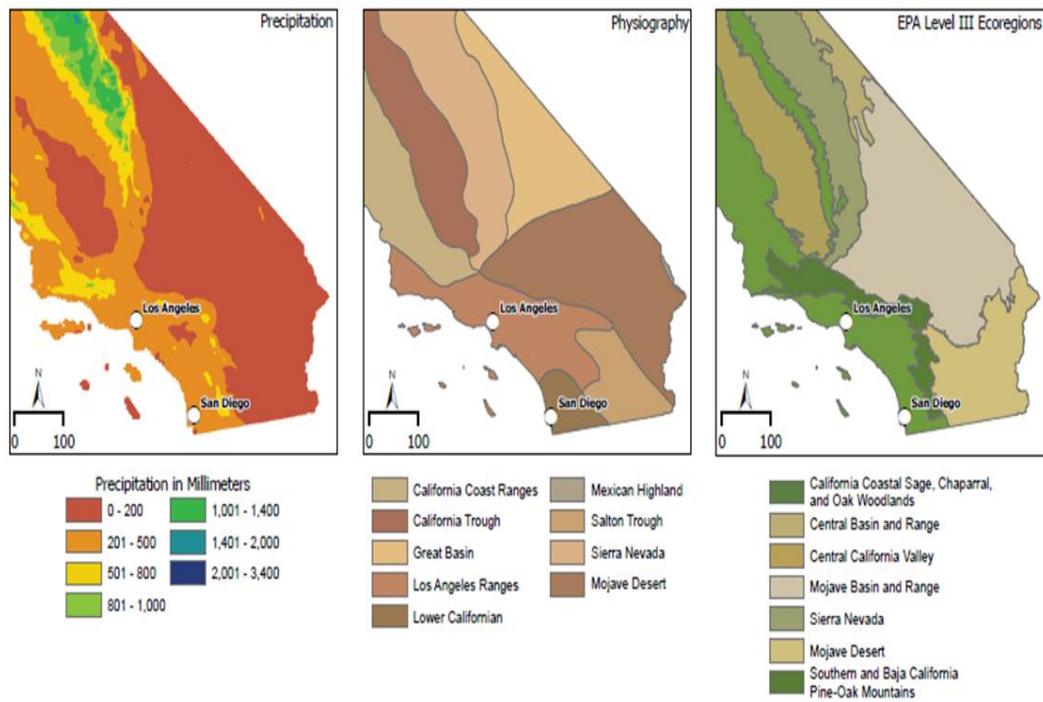 Precipitation
Los Angeles
San Diego
N
0 100
Physiography
Los Angeles
San Diego
N
0 100
EPA Level III Ecoregions
Los Angeles
San Diego
N
0 100
Precipitation in Millimeters
0 - 200
201 - 500
501 - 800
801 - 1,000
1,001 - 1,400
1,401 - 2,000
2,001 - 3,400
California Coast Ranges
California Trough
Great Basin
Los Angeles Ranges
Lower Californian
Mexican Highland
Salton Trough
Sierra Nevada
Mojave Desert
California Coastal Sage, Chaparral,
and Oak Woodlands
Central Basin and Range
Central California Valley
Mojave Basin and Range
Sierra Nevada
Mojave Desert
Southern and Baja California
Pine-Oak Mountains